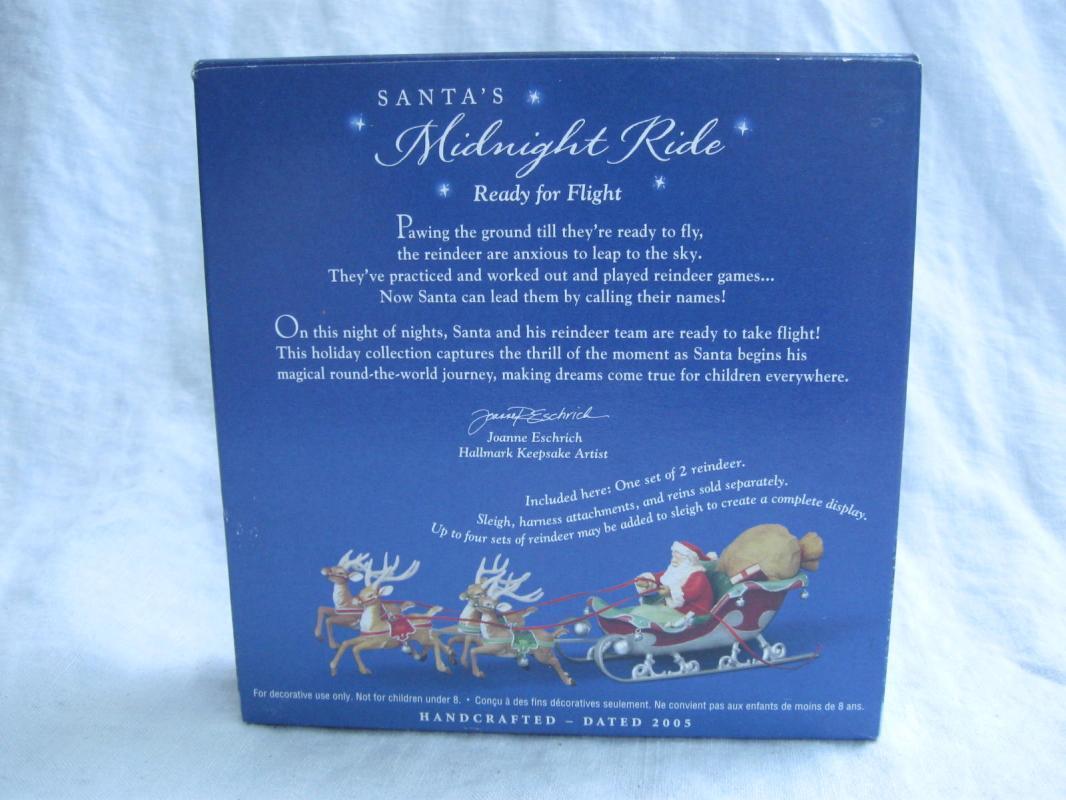 SANTA'S
Midnight Ride
Ready for Flight
Pawing the ground till they're ready to fly,
the reindeer are anxious to leap to the sky.
They've practiced and worked out and played reindeer games...
Now Santa can lead them by calling their names!
On this night of nights, Santa and his reindeer team are ready to take flight!
This holiday collection captures the thrill of the moment as Santa begins his
magical round-the-world journey, making dreams come true for children everywhere.
Joanne Eschrich
Joanne Eschrich
Hallmark Keepsake Artist
Included here: One set of 2 reindeer.
Sleigh, harness attachments, and reins sold separately.
Up to four sets of reindeer may be added to sleigh to create a complete display.
For decorative use only. Not for children under 8. • Conçu à des fins décoratives seulement. Ne convient pas aux enfants de moins de 8 ans.
HANDCRAFTED – DATED 2005